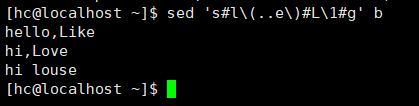 [hc@localhost ~]$ sed 's#l\(..e\)#L\1#g' b
hello,Like
hi,Love
hi louse
[hc@localhost ~]$